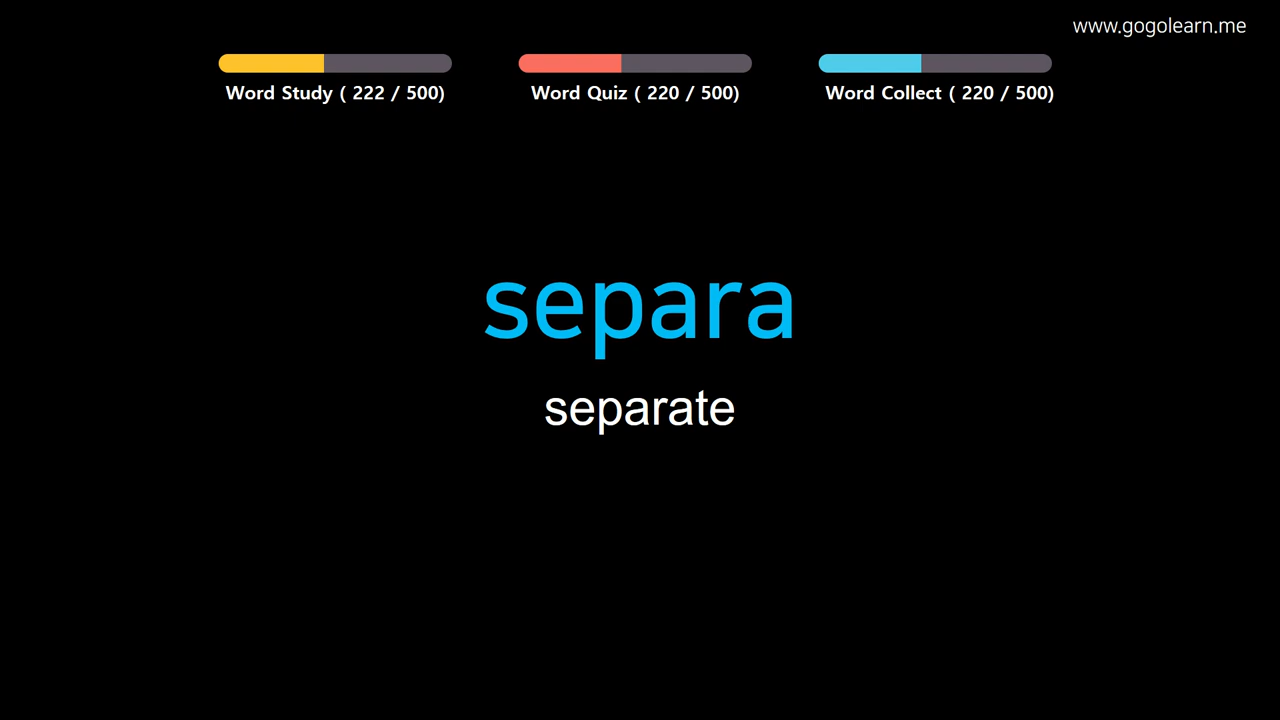 www.gogolearn.me
Word Study ( 222 / 500)
Word Quiz ( 220 / 500)
Word Collect ( 220 / 500)
separa
separate